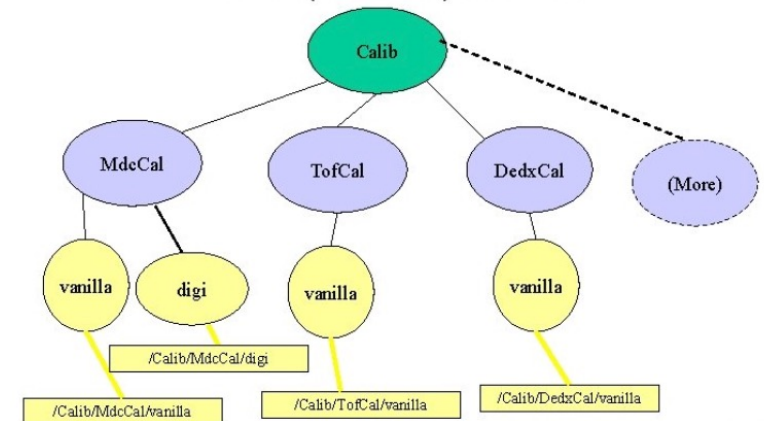 Calib
MdcCal
TofCal
DedxCal
(More)
vanilla
digi
vanilla
vanilla
/Calib/MdcCal/digi
/Calib/MdcCal/vanilla
/Calib/TofCal/vanilla
/Calib/DedxCal/vanilla